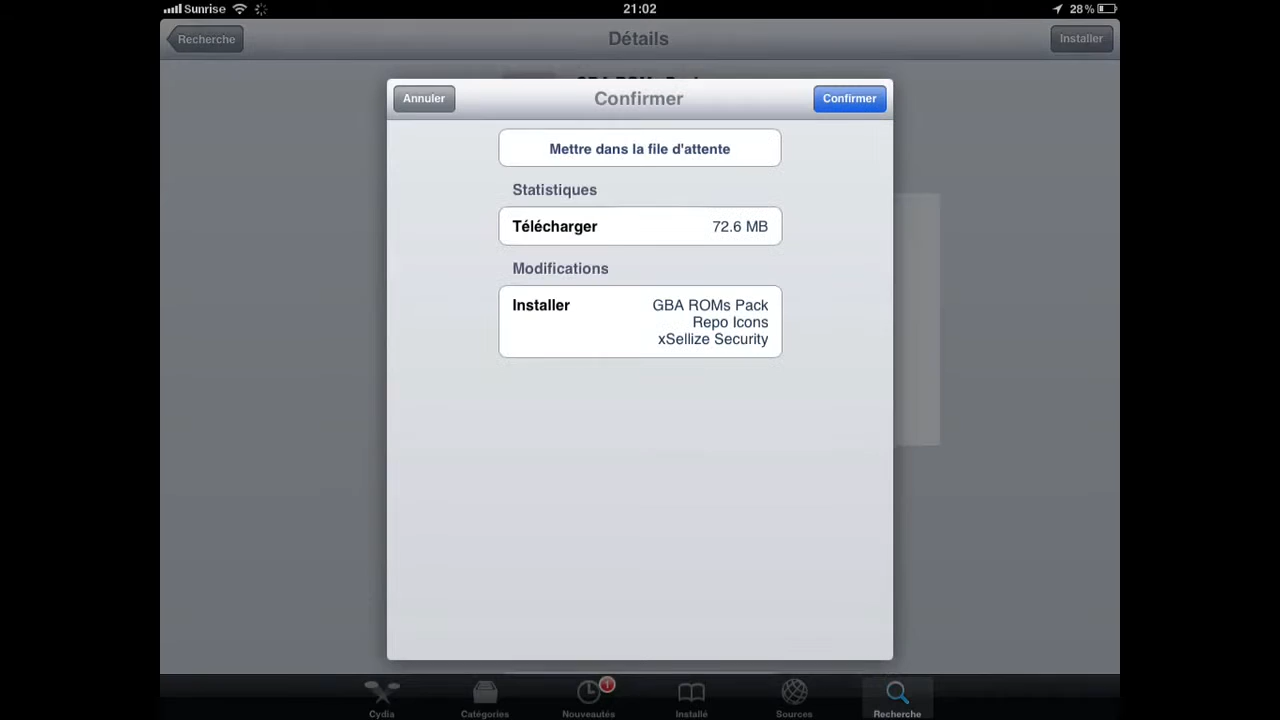 Sunrise 21:02 28%
Recherche Détails Installer
Annuler Confirmer Confirmer
Mettre dans la file d'attente
Statistiques
Télécharger 72.6 MB
Modifications
Installer GBA ROMs Pack
Repo Icons
xSellize Security
1
Cydia Catégories Nouveautés Installé Sources Recherche